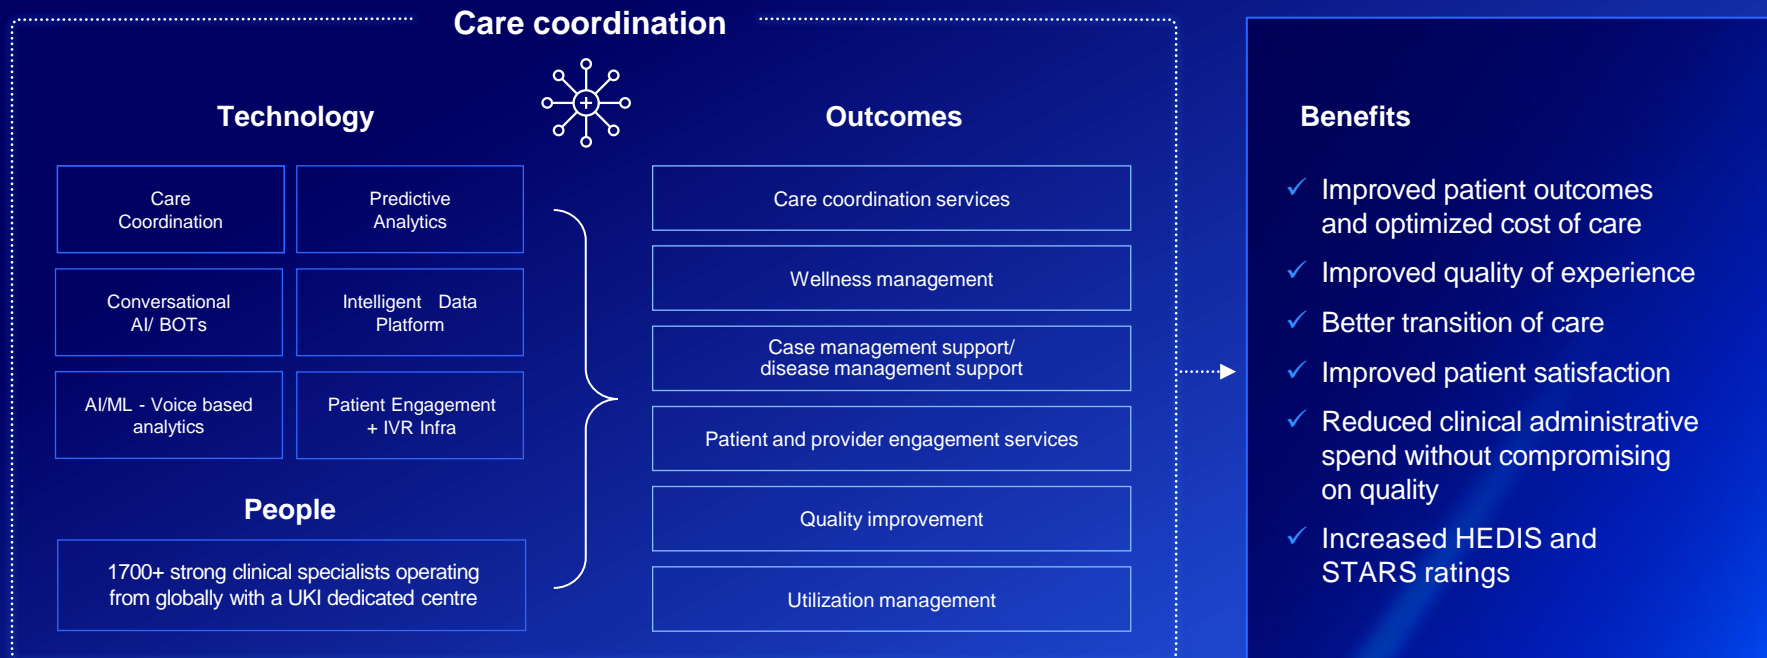 Care coordination
Technology
Care
Coordination
Predictive
Analytics
Conversational
AI/ BOTs
Intelligent Data
Platform
AI/ML - Voice based
analytics
Patient Engagement
+ IVR Infra
People
1700+ strong clinical specialists operating
from globally with a UKI dedicated centre
Outcomes
Care coordination services
Wellness management
Case management support/
disease management support
Patient and provider engagement services
Quality improvement
Utilization management
Benefits
✓ Improved patient outcomes
and optimized cost of care
✓ Improved quality of experience
✓ Better transition of care
✓ Improved patient satisfaction
✓ Reduced clinical administrative
spend without compromising
on quality
✓ Increased HEDIS and
STARS ratings